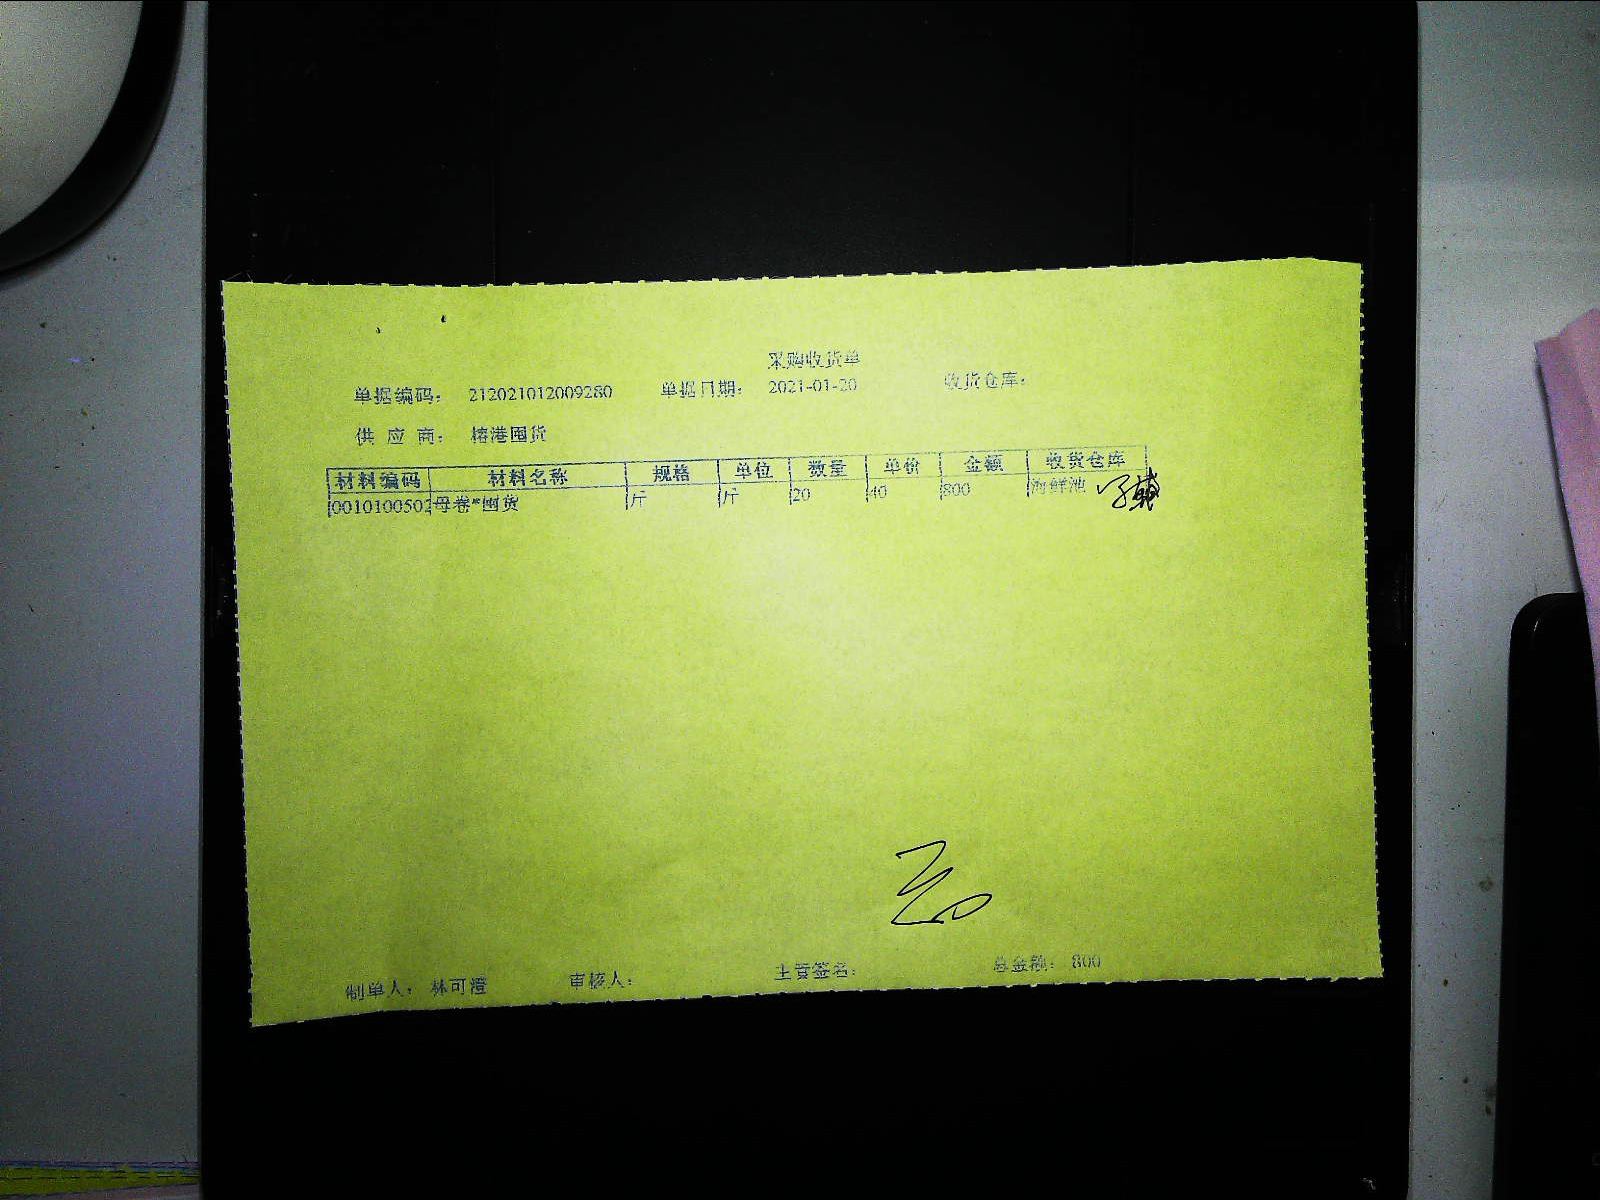 采购收货单
单据编码： 212021012009280 单据日期： 2021-01-20 收货仓库：
供 应 商： 榕港囤货
材料编码 材料名称 规格 单位 数量 单价 金额 收货仓库
0010100502 母卷*囤货 斤 斤 20 40 800 海鲜池
制单人： 林可澄 审核人： 主管签名： 总金额： 800